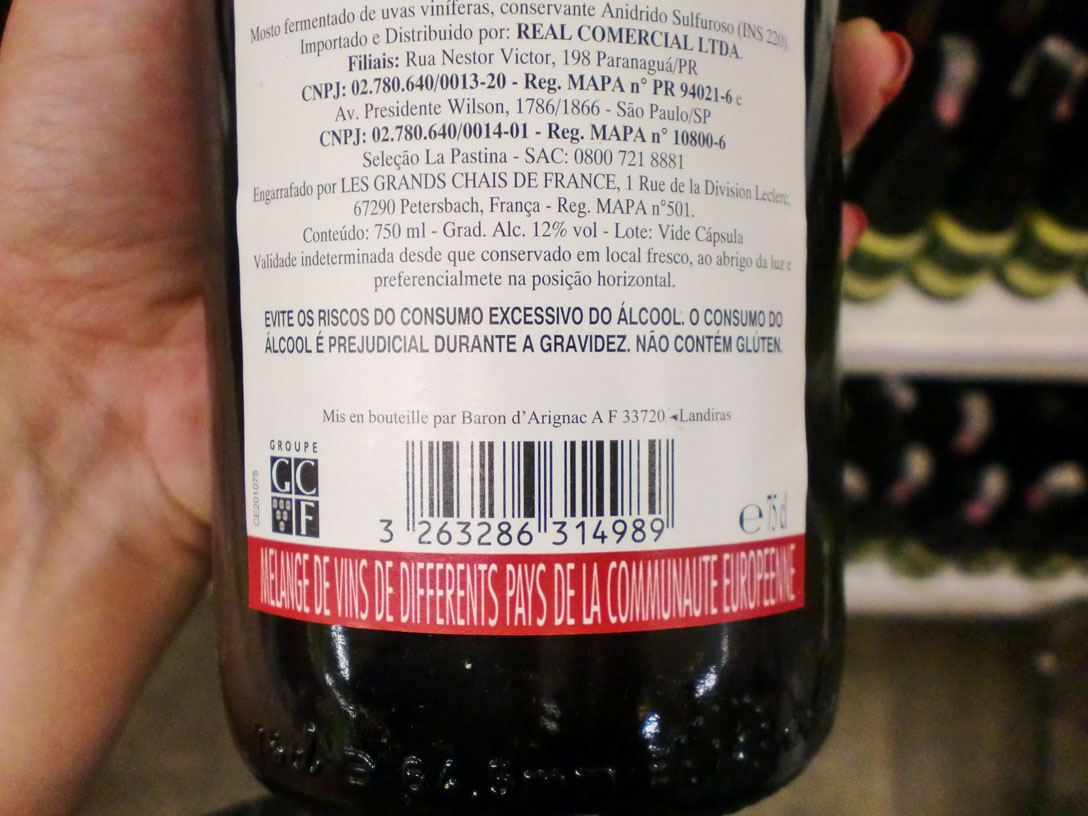 Mosto fermentado de uvas viníferas, conservante Anidrido Sulfuroso (INS 220),
Importado e Distribuido por: REAL COMERCIAL LTDA.
Filiais: Rua Nestor Victor, 198 Paranaguá/PR
CNPJ: 02.780.640/0013-20 - Reg. MAPA n° PR 94021-6 e
Av. Presidente Wilson, 1786/1866 - São Paulo/SP
CNPJ: 02.780.640/0014-01 - Reg. MAPA n° 10800-6
Seleção La Pastina - SAC: 0800 721 8881
Engarrafado por LES GRANDS CHAIS DE FRANCE, 1 Rue de la Division Leclerc,
67290 Petersbach, França - Reg. MAPA n°501.
Conteúdo: 750 ml - Grad. Alc. 12% vol - Lote: Vide Cápsula
Validade indeterminada desde que conservado em local fresco, ao abrigo da luz e
preferencialmete na posição horizontal.
EVITE OS RISCOS DO CONSUMO EXCESSIVO DO ÁLCOOL. O CONSUMO DO
ÁLCOOL É PREJUDICIAL DURANTE A GRAVIDEZ. NÃO CONTÉM GLÚTEN.
Mis en bouteille par Baron d'Arignac A F 33720 ◄Landiras
GROUPE
GC
F
CE201075
3 263286 314989
e 75 cl
MELANGE DE VINS DE DIFFERENTS PAYS DE LA COMMUNAUTE EUROPEENNE